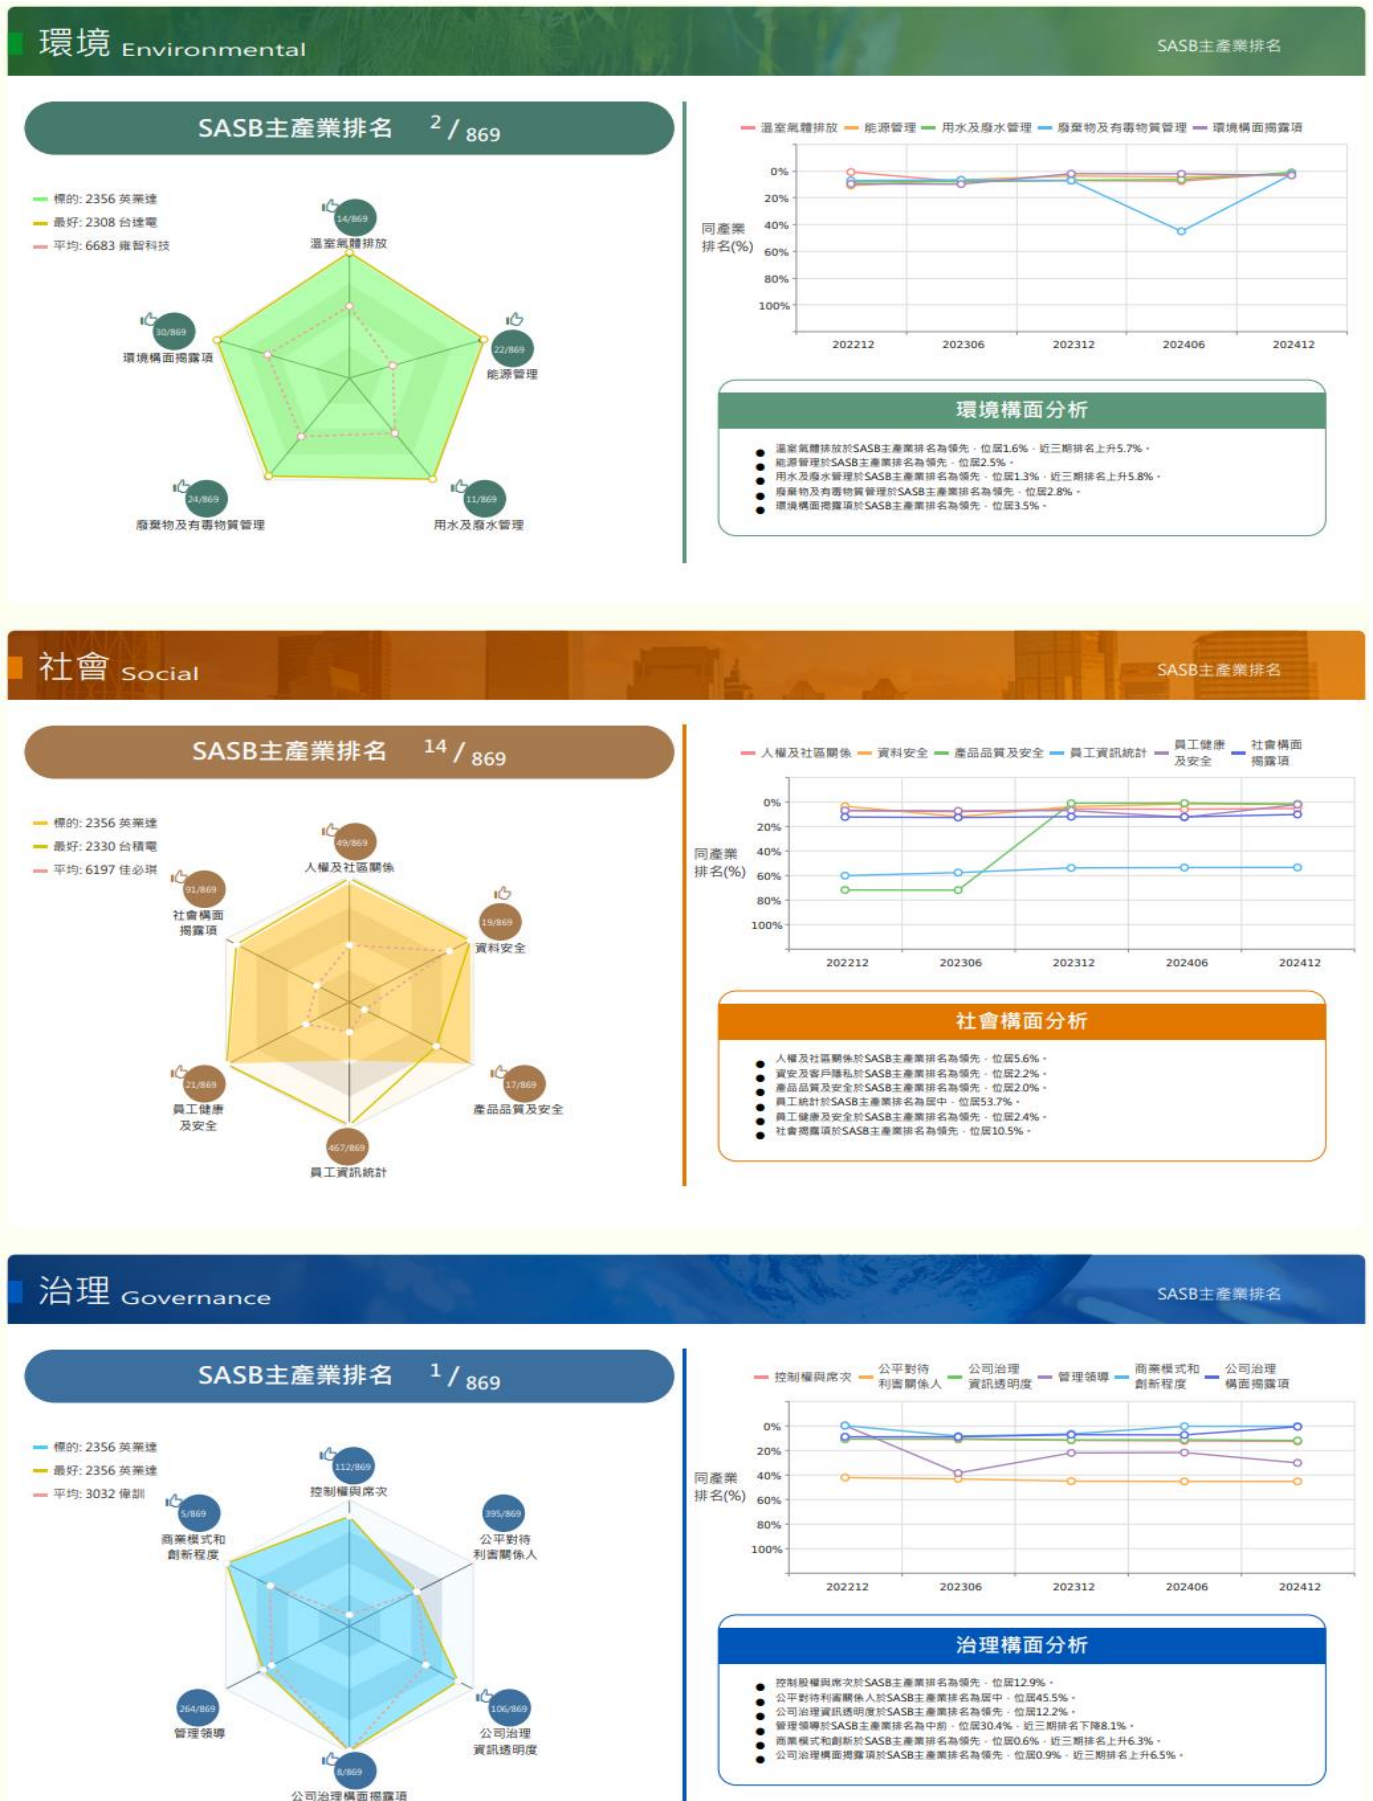 環境 Environmental
SASB主產業排名
SASB主產業排名 2 / 869
標的: 2356 英業達
最好: 2308 台達電
平均: 6683 雍智科技
14/869
溫室氣體排放
22/869
能源管理
11/869
用水及廢水管理
24/869
廢棄物及有毒物質管理
30/869
環境構面揭露項
溫室氣體排放 能源管理 用水及廢水管理 廢棄物及有毒物質管理 環境構面揭露項
同產業
排名(%)
0%
20%
40%
60%
80%
100%
202212 202306 202312 202406 202412
環境構面分析
● 溫室氣體排放於SASB主產業排名為領先，位居1.6%，近三期排名上升5.7%。
● 能源管理於SASB主產業排名為領先，位居2.5%。
● 用水及廢水管理於SASB主產業排名為領先，位居1.3%，近三期排名上升5.8%。
● 廢棄物及有毒物質管理於SASB主產業排名為領先，位居2.8%。
● 環境構面揭露項於SASB主產業排名為領先，位居3.5%。
社會 Social
SASB主產業排名
SASB主產業排名 14 / 869
標的: 2356 英業達
最好: 2330 台積電
平均: 6197 佳必琪
49/869
人權及社區關係
19/869
資料安全
17/869
產品品質及安全
467/869
員工資訊統計
21/869
員工健康
及安全
91/869
社會構面
揭露項
人權及社區關係 資料安全 產品品質及安全 員工資訊統計 員工健康
及安全 社會構面
揭露項
同產業
排名(%)
0%
20%
40%
60%
80%
100%
202212 202306 202312 202406 202412
社會構面分析
● 人權及社區關係於SASB主產業排名為領先，位居5.6%。
● 資安及客戶隱私於SASB主產業排名為領先，位居2.2%。
● 產品品質及安全於SASB主產業排名為領先，位居2.0%。
● 員工統計於SASB主產業排名為居中，位居53.7%。
● 員工健康及安全於SASB主產業排名為領先，位居2.4%。
● 社會揭露項於SASB主產業排名為領先，位居10.5%。
治理 Governance
SASB主產業排名
SASB主產業排名 1 / 869
標的: 2356 英業達
最好: 2356 英業達
平均: 3032 偉訓
112/869
控制權與席次
395/869
公平對待
利害關係人
106/869
公司治理
資訊透明度
8/869
公司治理構面揭露項
264/869
管理領導
5/869
商業模式和
創新程度
控制權與席次 公平對待
利害關係人 公司治理
資訊透明度 管理領導 商業模式和
創新程度 公司治理
構面揭露項
同產業
排名(%)
0%
20%
40%
60%
80%
100%
202212 202306 202312 202406 202412
治理構面分析
● 控制股權與席次於SASB主產業排名為領先，位居12.9%。
● 公平對待利害關係人於SASB主產業排名為居中，位居45.5%。
● 公司治理資訊透明度於SASB主產業排名為領先，位居12.2%。
● 管理領導於SASB主產業排名為中前，位居30.4%，近三期排名下降8.1%。
● 商業模式和創新於SASB主產業排名為領先，位居0.6%，近三期排名上升6.3%。
● 公司治理構面揭露項於SASB主產業排名為領先，位居0.9%，近三期排名上升6.5%。